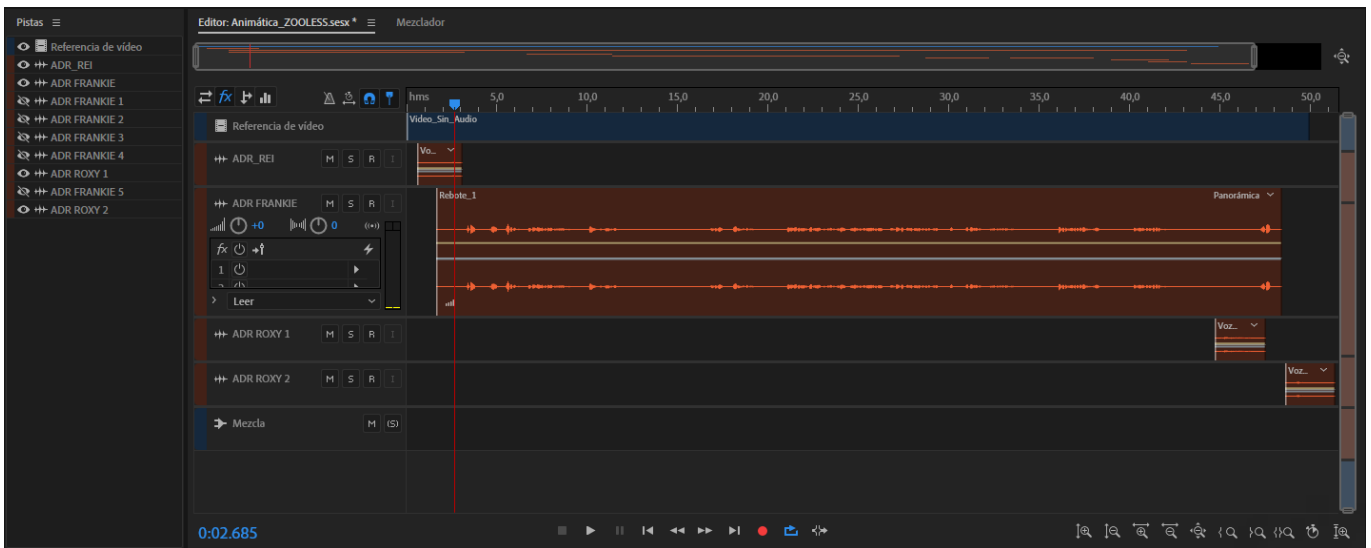 Pistas
Referencia de vídeo
ADR_REI
ADR FRANKIE
ADR FRANKIE 1
ADR FRANKIE 2
ADR FRANKIE 3
ADR FRANKIE 4
ADR ROXY 1
ADR FRANKIE 5
ADR ROXY 2
Editor: Animática_ZOOLESS.sesx *
Mezclador
fx
hms 5,0 10,0 15,0 20,0 25,0 30,0 35,0 40,0 45,0 50,0
Referencia de vídeo
Video_Sin_Audio
ADR_REI M S R I
Vo...
ADR FRANKIE M S R I
Rebote_1 Panorámica
+0 0
fx
1
Leer
ADR ROXY 1 M S R I
Voz...
ADR ROXY 2 M S R I
Voz...
Mezcla M (S)
0:02.685